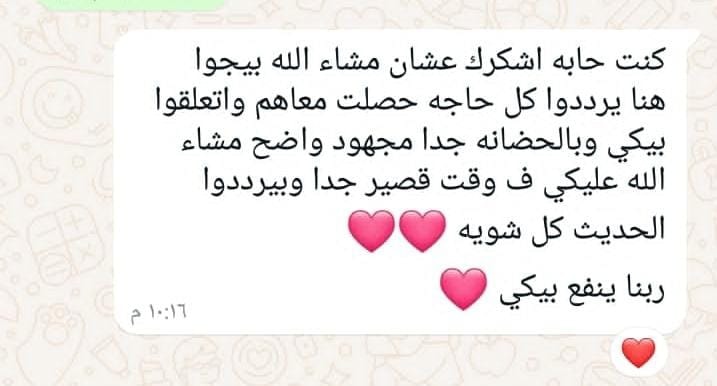 كنت حابه اشكرك عشان مشاء الله بيجوا
هنا يرددوا كل حاجه حصلت معاهم واتعلقوا
بيكي وبالحضانه جدا مجهود واضح مشاء
الله عليكي ف وقت قصير جدا وبيرددوا
الحديث كل شويه 💓💓
ربنا ينفع بيكي 💓
١٠:١٦ م
❤️